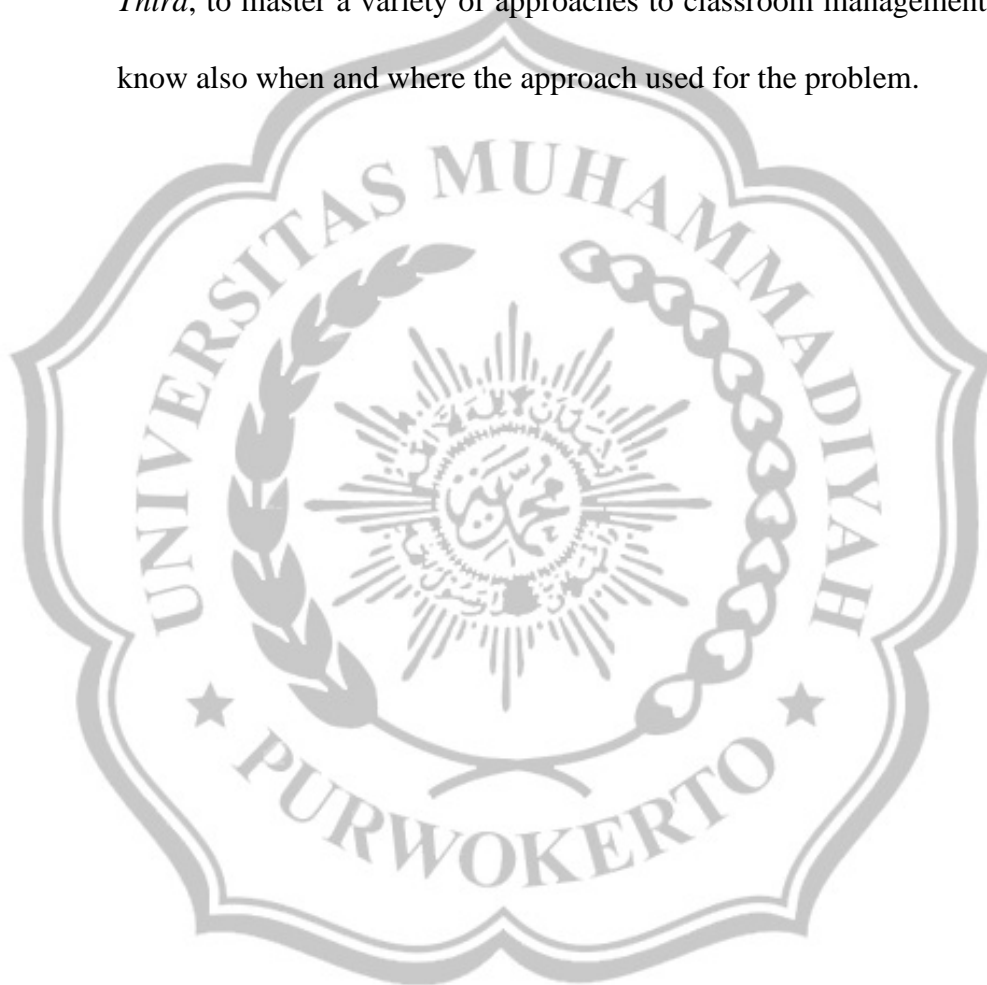 Third, to master a variety of approaches to classroom management
know also when and where the approach used for the problem.
UNIVERSITAS MUHAMMADIYAH
PURWOKERTO